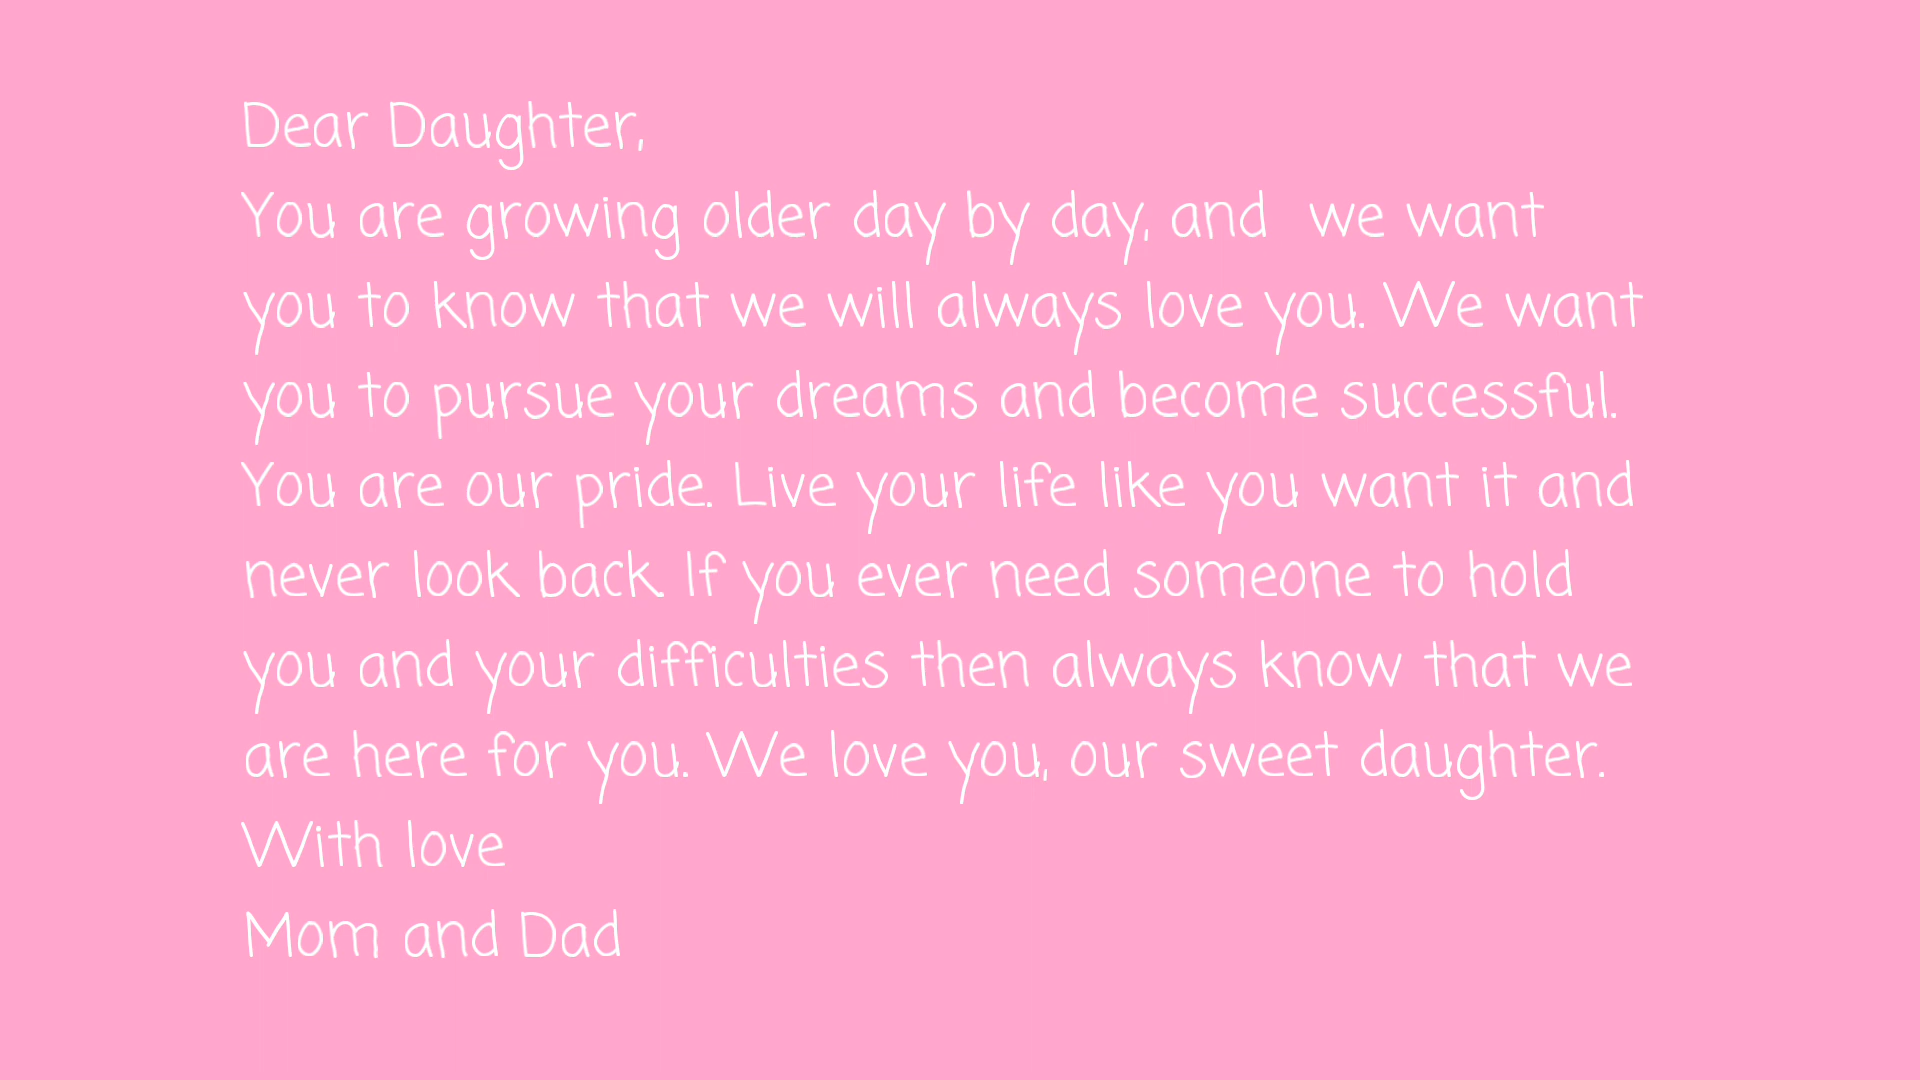 Dear Daughter,
You are growing older day by day, and  we want
you to know that we will always love you. We want
you to pursue your dreams and become successful.
You are our pride. Live your life like you want it and
never look back. If you ever need someone to hold
you and your difficulties then always know that we
are here for you. We love you, our sweet daughter.
With love
Mom and Dad